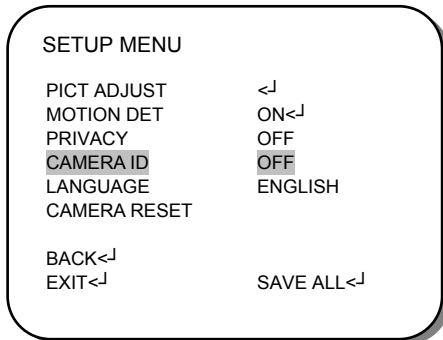 SETUP MENU
PICT ADJUST <┘
MOTION DET ON<┘
PRIVACY OFF
CAMERA ID OFF
LANGUAGE ENGLISH
CAMERA RESET
BACK<┘
EXIT<┘ SAVE ALL<┘